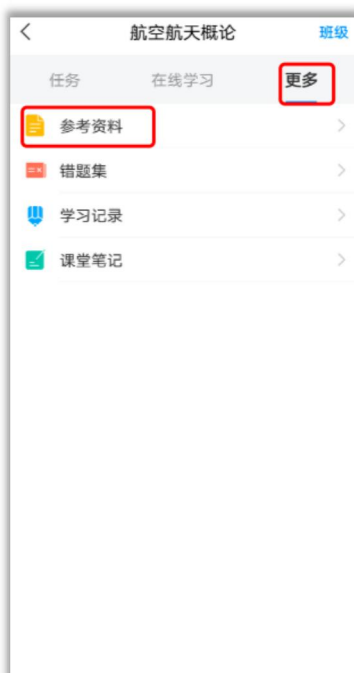 航空航天概论 班级
任务 在线学习 更多
参考资料
错题集
学习记录
课堂笔记